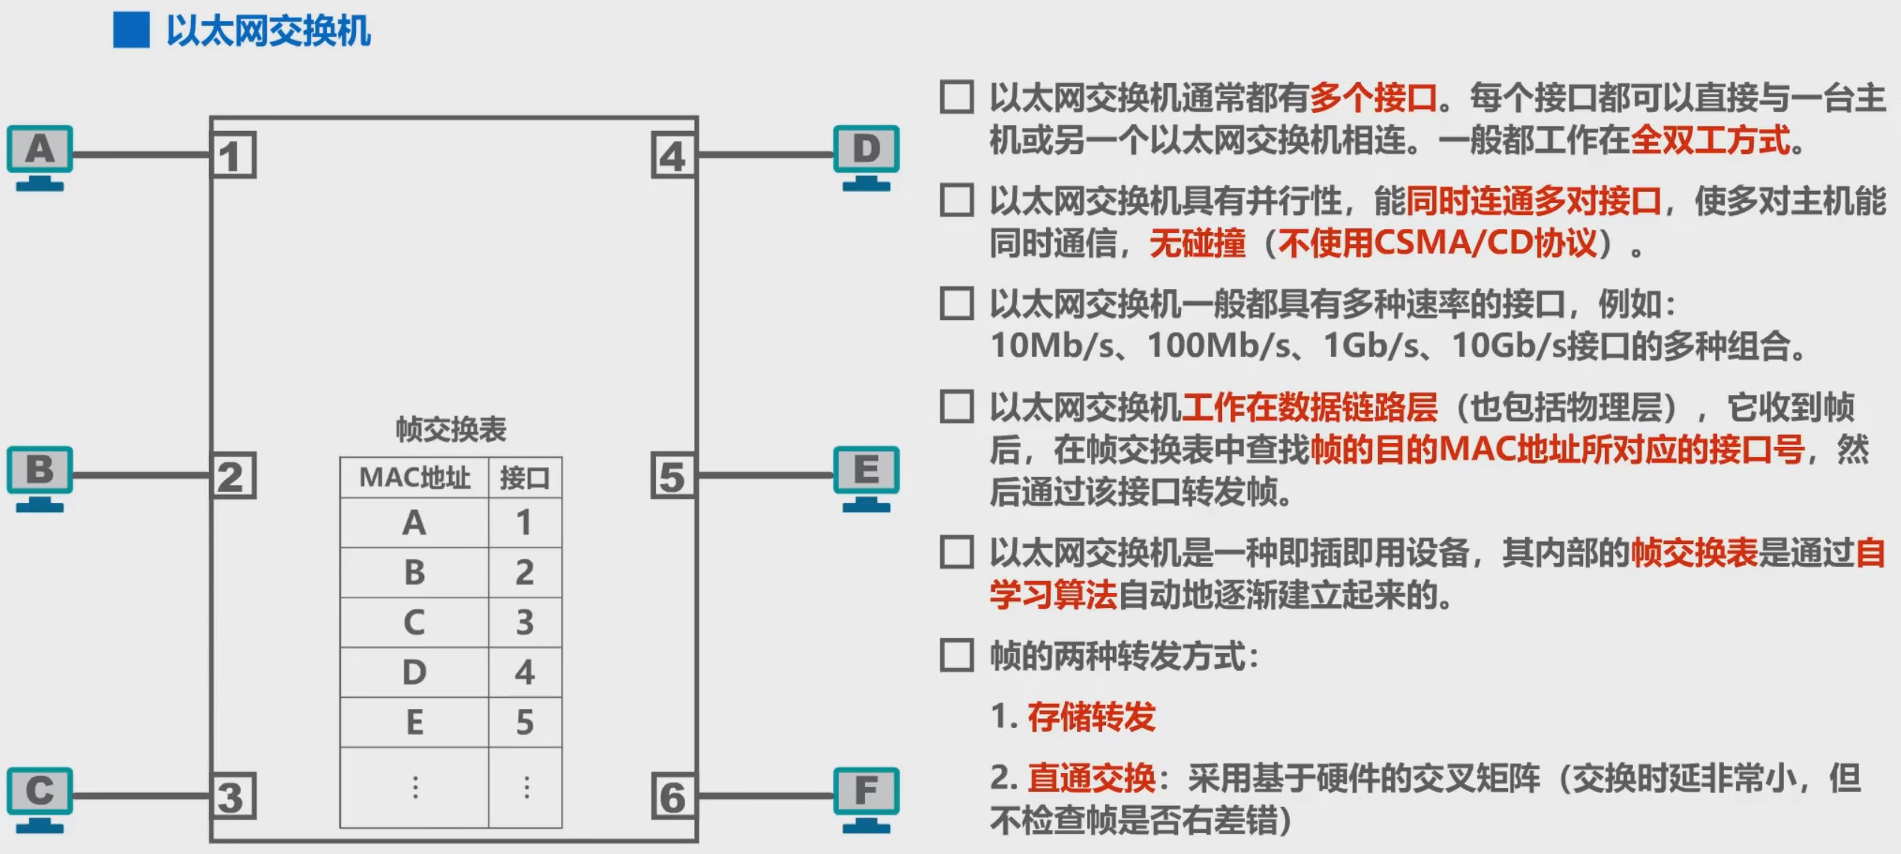 以太网交换机
A
1
4
D
B
2
5
E
C
3
6
F
帧交换表
MAC地址 接口
A 1
B 2
C 3
D 4
E 5
⋮ ⋮
以太网交换机通常都有多个接口。每个接口都可以直接与一台主
机或另一个以太网交换机相连。一般都工作在全双工方式。
以太网交换机具有并行性，能同时连通多对接口，使多对主机能
同时通信，无碰撞（不使用CSMA/CD协议）。
以太网交换机一般都具有多种速率的接口，例如：
10Mb/s、100Mb/s、1Gb/s、10Gb/s接口的多种组合。
以太网交换机工作在数据链路层（也包括物理层），它收到帧
后，在帧交换表中查找帧的目的MAC地址所对应的接口号，然
后通过该接口转发帧。
以太网交换机是一种即插即用设备，其内部的帧交换表是通过自
学习算法自动地逐渐建立起来的。
帧的两种转发方式：
1. 存储转发
2. 直通交换：采用基于硬件的交叉矩阵（交换时延非常小，但
不检查帧是否右差错）